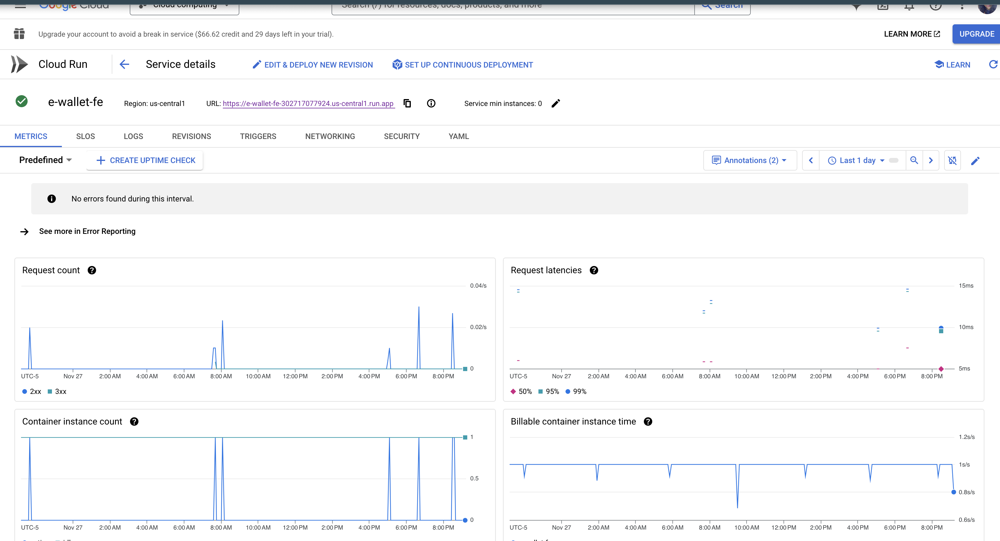 Google Cloud
Cloud computing
Search (/) for resources, docs, products, and more
Search
Upgrade your account to avoid a break in service ($66.62 credit and 29 days left in your trial).
LEARN MORE
UPGRADE
Cloud Run
Service details
EDIT & DEPLOY NEW REVISION
SET UP CONTINUOUS DEPLOYMENT
LEARN
e-wallet-fe
Region: us-central1
URL: https://e-wallet-fe-302717077924.us-central1.run.app
Service min instances: 0
METRICS SLOS LOGS REVISIONS TRIGGERS NETWORKING SECURITY YAML
Predefined
CREATE UPTIME CHECK
Annotations (2)
Last 1 day
No errors found during this interval.
See more in Error Reporting
Request count
0.04/s
0.02/s
0
UTC-5 Nov 27 2:00 AM 4:00 AM 6:00 AM 8:00 AM 10:00 AM 12:00 PM 2:00 PM 4:00 PM 6:00 PM 8:00 PM
2xx 3xx
Request latencies
15ms
10ms
5ms
UTC-5 Nov 27 2:00 AM 4:00 AM 6:00 AM 8:00 AM 10:00 AM 12:00 PM 2:00 PM 4:00 PM 6:00 PM 8:00 PM
50% 95% 99%
Container instance count
1
0.5
0
UTC-5 Nov 27 2:00 AM 4:00 AM 6:00 AM 8:00 AM 10:00 AM 12:00 PM 2:00 PM 4:00 PM 6:00 PM 8:00 PM
Billable container instance time
1.2s/s
1s/s
0.8s/s
0.6s/s
UTC-5 Nov 27 2:00 AM 4:00 AM 6:00 AM 8:00 AM 10:00 AM 12:00 PM 2:00 PM 4:00 PM 6:00 PM 8:00 PM